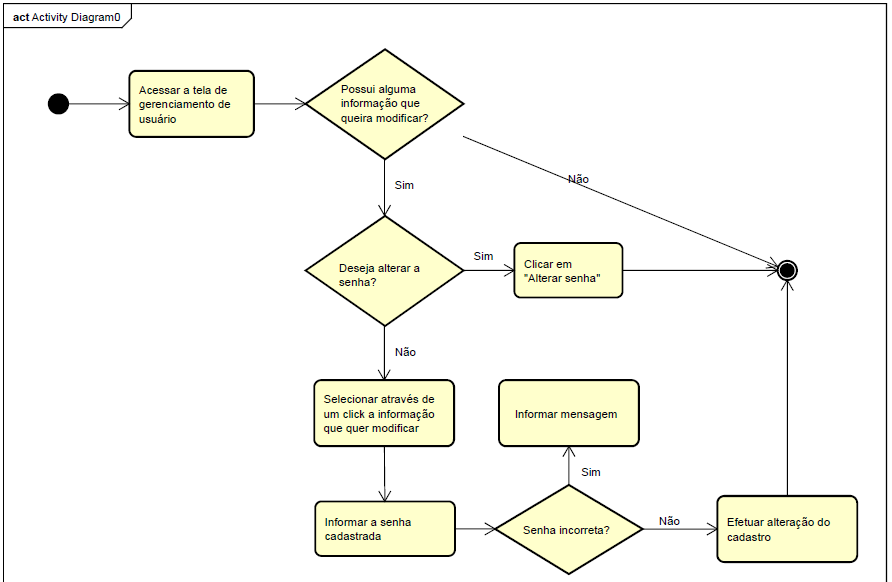 act Activity Diagram0
Acessar a tela de
gerenciamento de
usuário
Possui alguma
informação que
queira modificar?
Não
Sim
Deseja alterar a
senha?
Sim
Clicar em
"Alterar senha"
Não
Selecionar através de
um click a informação
que quer modificar
Informar mensagem
Sim
Informar a senha
cadastrada
Senha incorreta?
Não
Efetuar alteração do
cadastro